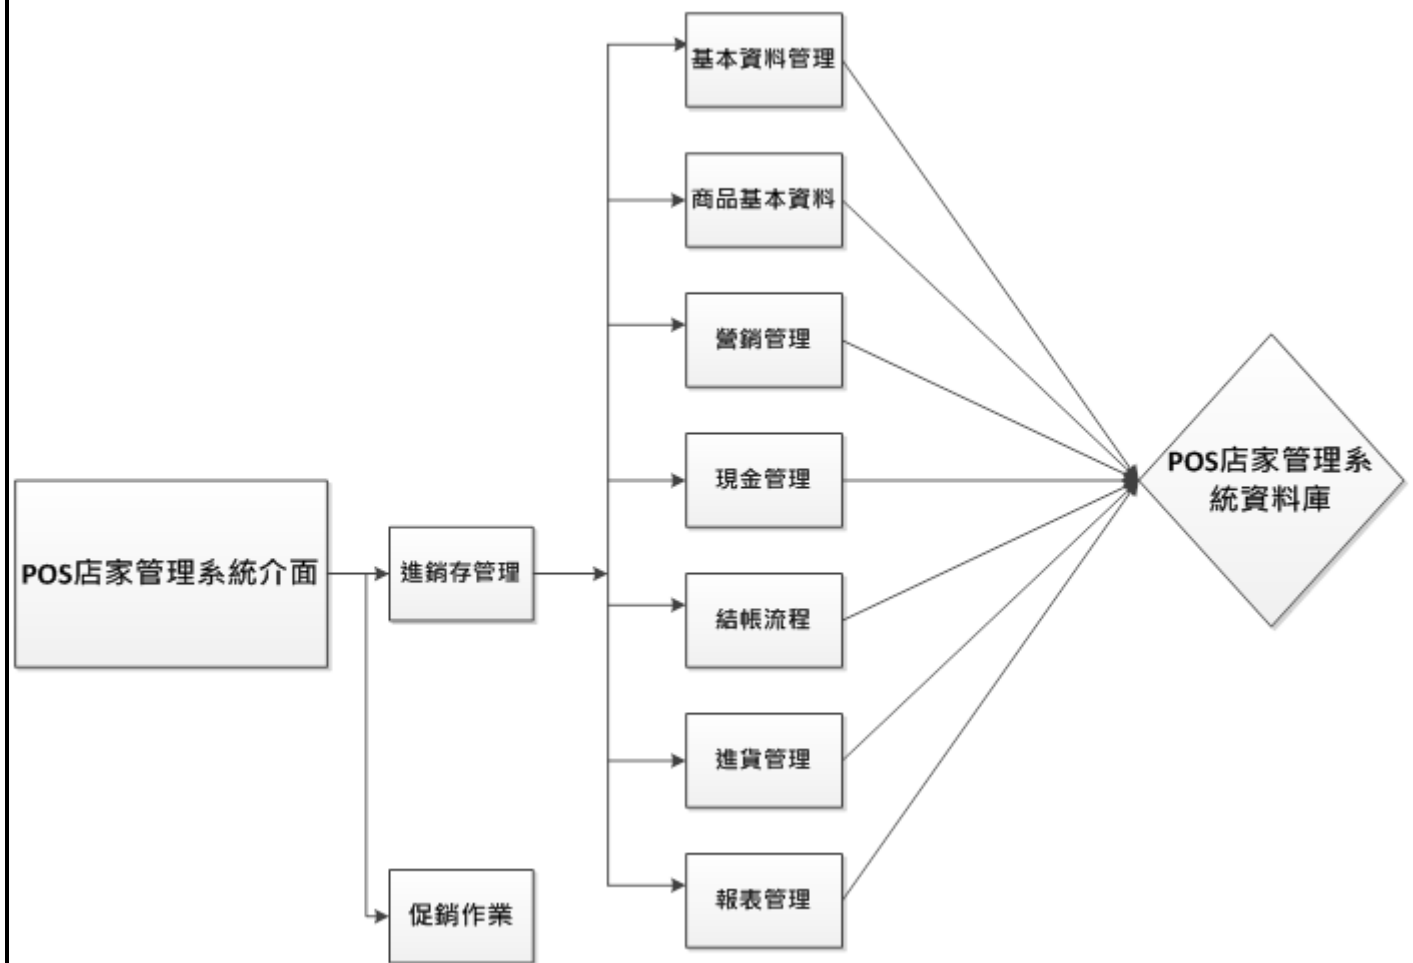 基本資料管理
商品基本資料
營銷管理
現金管理
POS店家管理系
統資料庫
POS店家管理系統介面
進銷存管理
結帳流程
進貨管理
報表管理
促銷作業